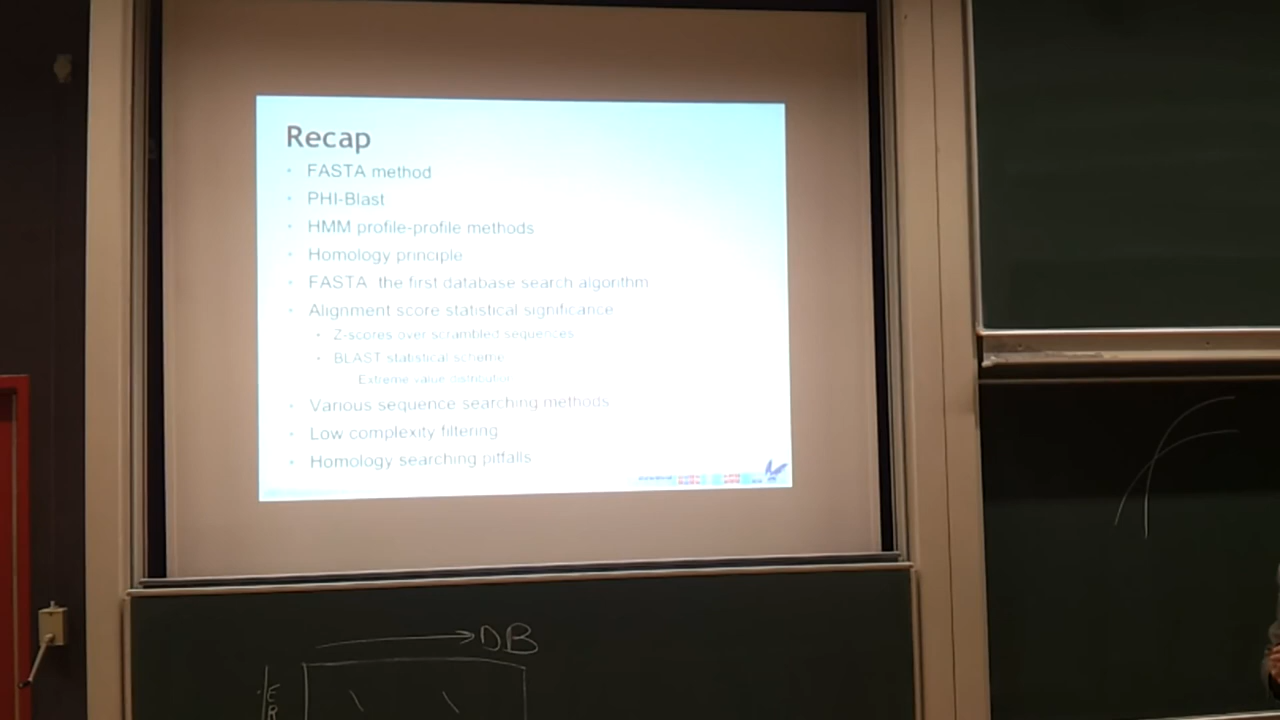 Recap
• FASTA method
• PHI-Blast
• HMM profile-profile methods
• Homology principle
• FASTA the first database search algorithm
• Alignment score statistical significance
• Z-scores over scrambled sequences
• BLAST statistical scheme
Extreme value distribution
• Various sequence searching methods
• Low complexity filtering
• Homology searching pitfalls
DB